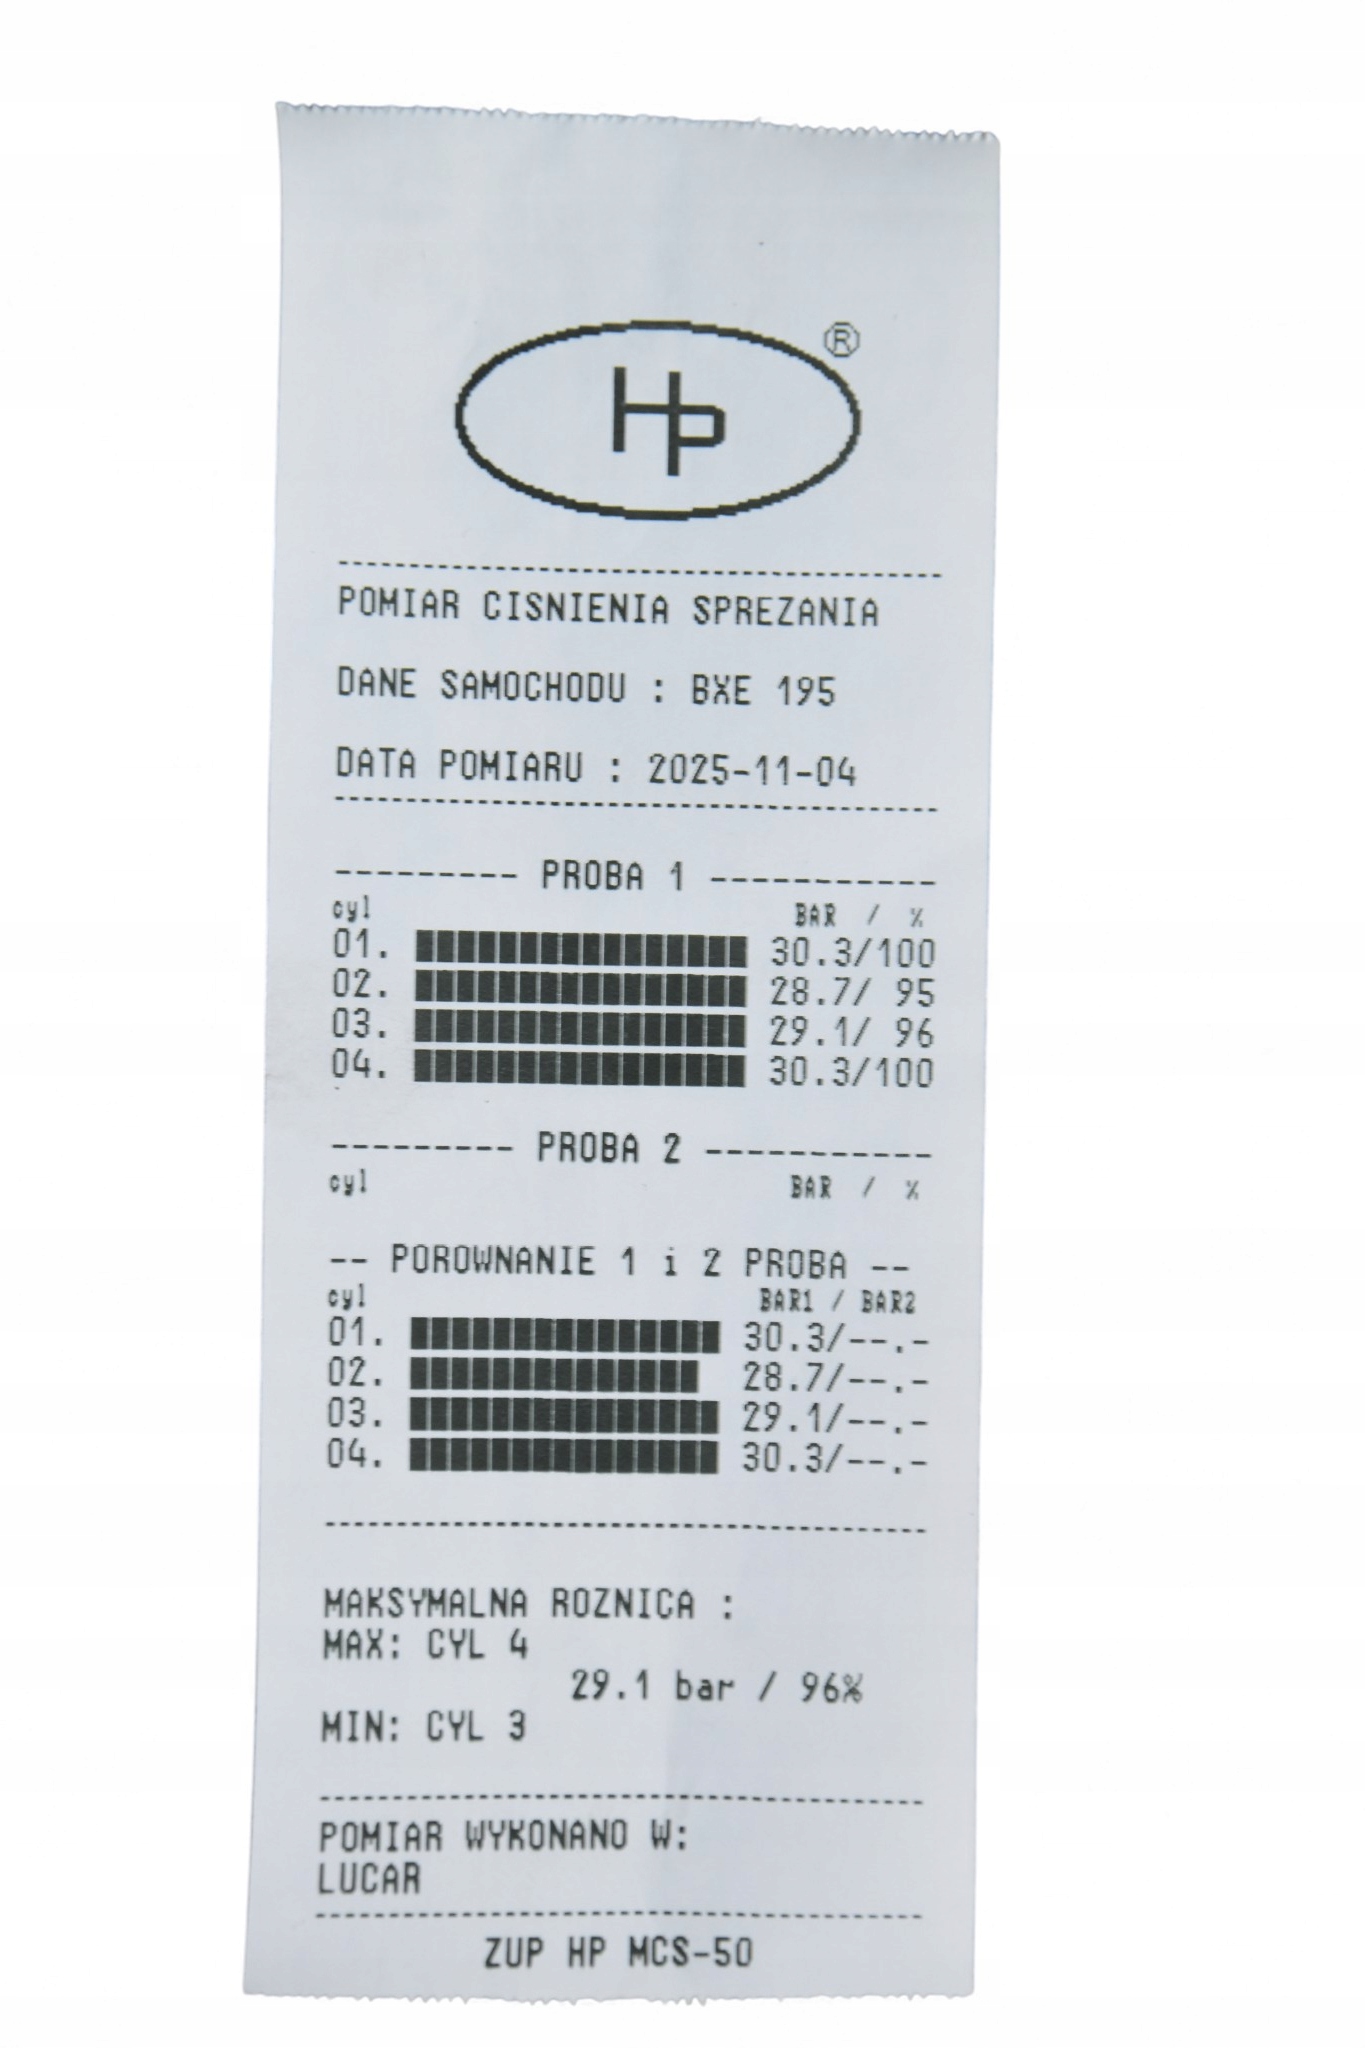 HP ®
POMIAR CISNIENIA SPREZANIA
DANE SAMOCHODU : BXE 195
DATA POMIARU : 2025-11-04
--------- PROBA 1 -----------
cyl BAR / %
01. 30.3/100
02. 28.7/ 95
03. 29.1/ 96
04. 30.3/100
--------- PROBA 2 -----------
cyl BAR / %
-- POROWNANIE 1 i 2 PROBA --
cyl BAR1 / BAR2
01. 30.3/--.-
02. 28.7/--.-
03. 29.1/--.-
04. 30.3/--.-
MAKSYMALNA ROZNICA :
MAX: CYL 4
29.1 bar / 96%
MIN: CYL 3
POMIAR WYKONANO W:
LUCAR
ZUP HP MCS-50